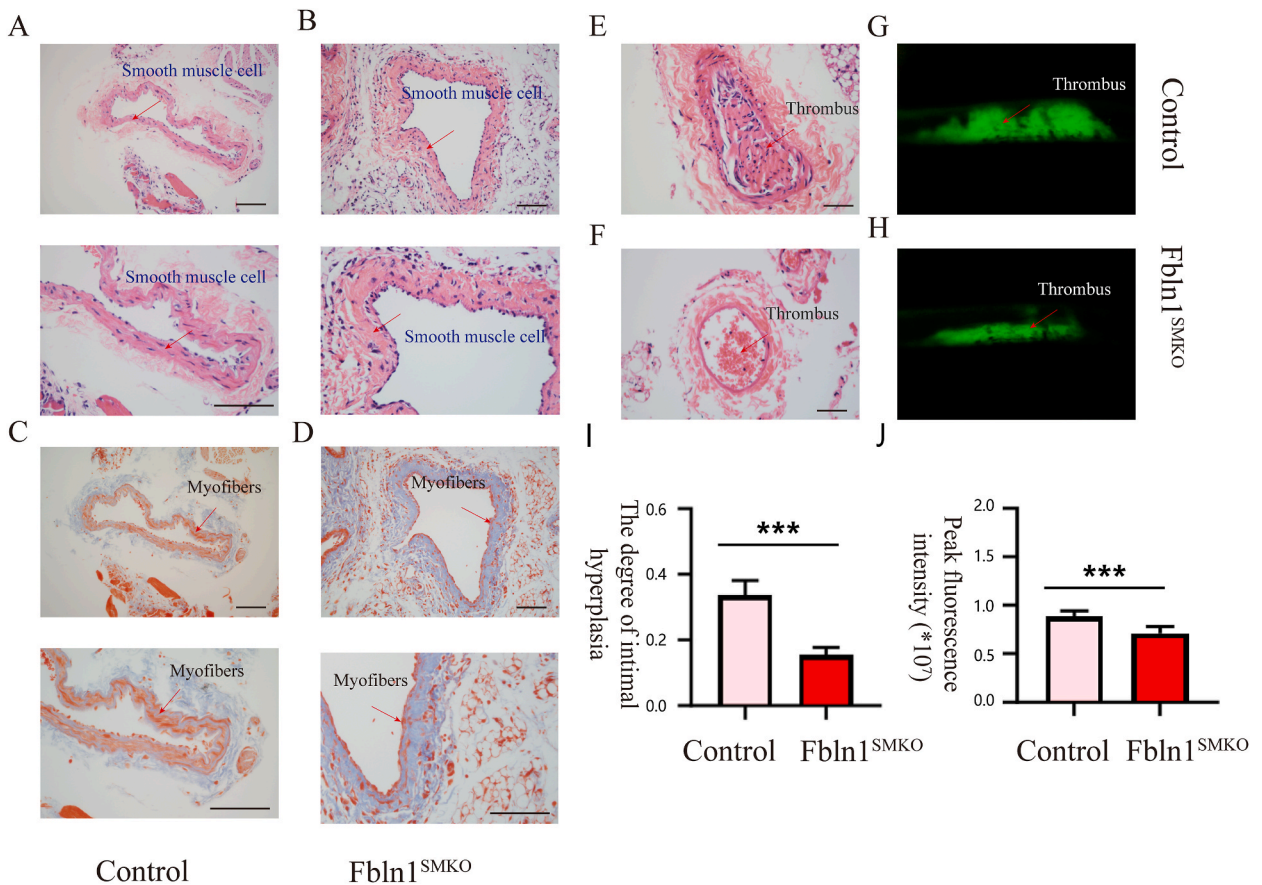 A
Smooth muscle cell
Smooth muscle cell
B
Smooth muscle cell
Smooth muscle cell
C
Myofibers
Myofibers
D
Myofibers
Myofibers
Control
Fbln1SMKO
E
Thrombus
F
Thrombus
G
Thrombus
Control
H
Thrombus
Fbln1SMKO
I
The degree of intimal
hyperplasia
0.6
0.4
0.2
0.0
***
Control
Fbln1SMKO
J
Peak fluorescence
intensity (*10⁷)
2.0
1.5
1.0
0.5
0.0
***
Control
Fbln1SMKO